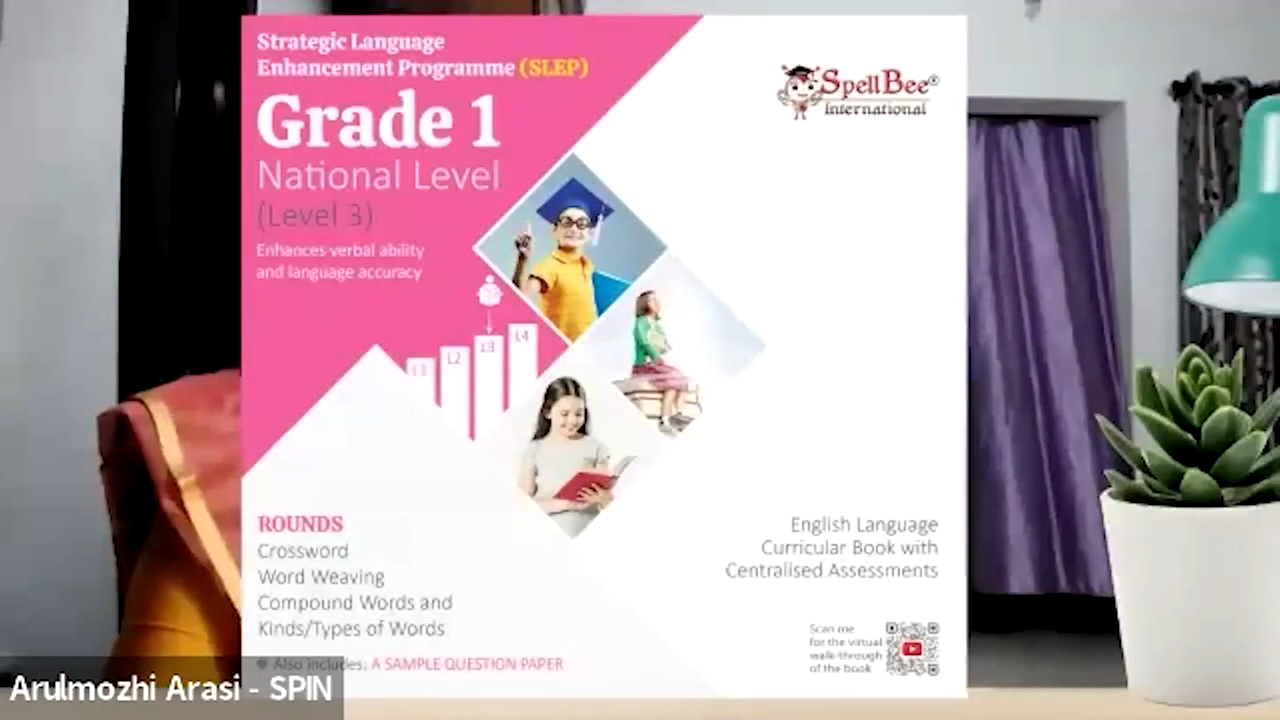 Strategic Language
Enhancement Programme (SLEP)
Grade 1
National Level
(Level 3)
Enhances verbal ability
and language accuracy
SpellBee®
International
L1
L2
L3
L4
ROUNDS
Crossword
Word Weaving
Compound Words and
Kinds/Types of Words
Also includes: A SAMPLE QUESTION PAPER
English Language
Curricular Book with
Centralised Assessments
Scan me
for the virtual
walk-through
of the book
Arulmozhi Arasi - SPIN